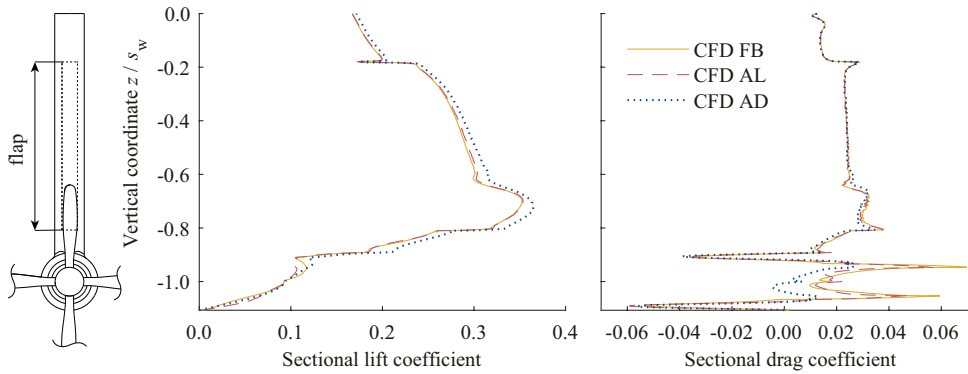 flap
Vertical coordinate z / s_w
0.0
-0.2
-0.4
-0.6
-0.8
-1.0
0.0
0.1
0.2
0.3
0.4
Sectional lift coefficient
CFD FB
CFD AL
CFD AD
-0.06
-0.04
-0.02
0.00
0.02
0.04
0.06
Sectional drag coefficient